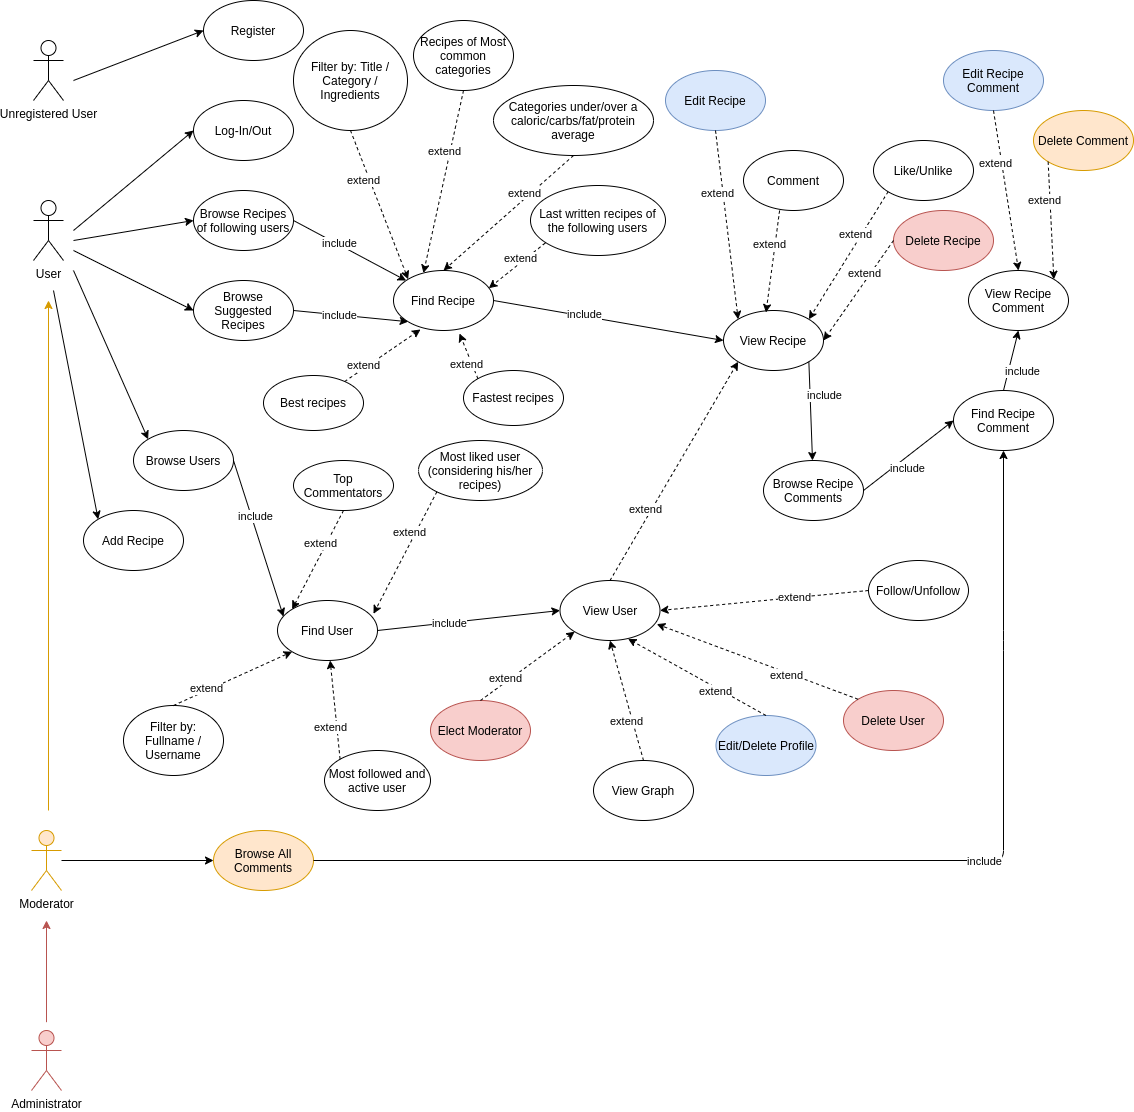 Register
Unregistered User
Filter by: Title /
Category /
Ingredients
Recipes of Most
common
categories
Categories under/over a
caloric/carbs/fat/protein
average
Last written recipes of
the following users
Edit Recipe
Comment
Like/Unlike
Delete Recipe
Edit Recipe
Comment
Delete Comment
extend
extend
extend
extend
extend
extend
extend
extend
extend
extend
Log-In/Out
Browse Recipes
of following users
include
User
Browse
Suggested
Recipes
include
Find Recipe
include
View Recipe
View Recipe
Comment
extend
extend
Best recipes
Fastest recipes
include
include
Find Recipe
Comment
Browse Users
Top
Commentators
Most liked user
(considering his/her
recipes)
Browse Recipe
Comments
include
Add Recipe
include
extend
extend
extend
Find User
include
View User
extend
Follow/Unfollow
extend
extend
extend
extend
extend
extend
Filter by:
Fullname /
Username
Most followed and
active user
Elect Moderator
View Graph
Edit/Delete Profile
Delete User
Moderator
Browse All
Comments
include
Administrator